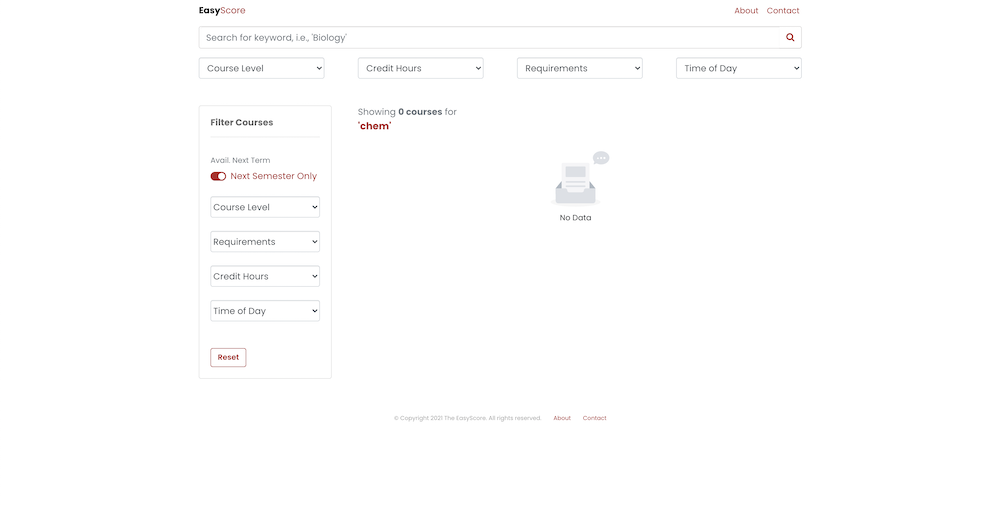 EasyScore About Contact
Search for keyword, i.e., 'Biology'
Course Level Credit Hours Requirements Time of Day
Filter Courses
Avail. Next Term
Next Semester Only
Course Level
Requirements
Credit Hours
Time of Day
Reset
Showing 0 courses for
'chem'
No Data
© Copyright 2021 The EasyScore. All rights reserved. About Contact